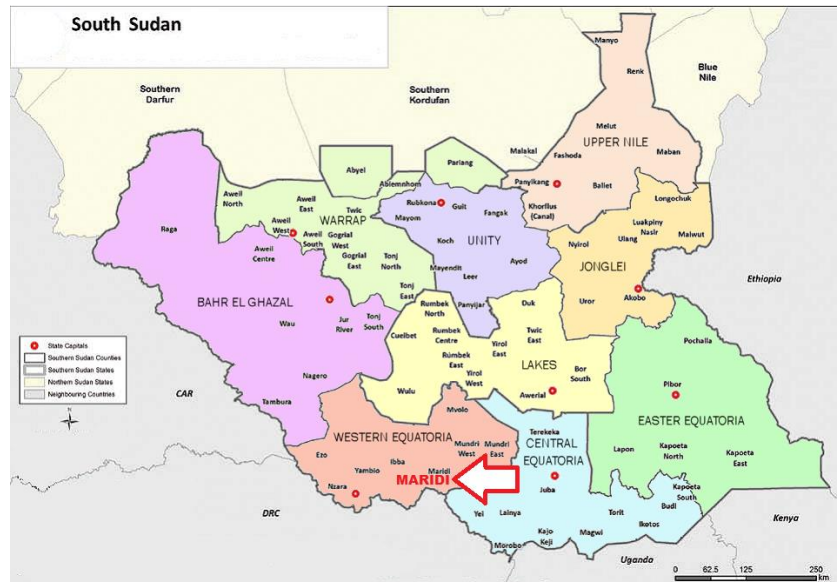 South Sudan
Southern
Darfur
Southern
Kordufan
Blue
Nile
Manyo
Renk
Melut
UPPER NILE
Malakal
Fashoda
Maban
Panyikang
Baliet
Khorllus
(Canal)
Abyei
Pariang
Abiemnhom
Aweil
North
Aweil
East
Twic
WARRAP
Aweil
West
Aweil
South
Gogrial
West
Gogrial
East
Aweil
Centre
Tonj
North
Tonj
East
Tonj
South
Rubkona
Guit
Fangak
Mayom
UNITY
Koch
Mayendit
Leer
Ayod
Panyijar
Longochuk
Luakpiny
Nasir
Ulang
Maiwut
Nyirol
JONGLEI
Uror
Akobo
Ethiopia
Raga
BAHR EL GHAZAL
Wau
Jur
River
Nagero
Tambura
CAR
Rumbek
North
Cueibet
Rumbek
Centre
Rumbek
East
Yirol
East
Yirol
West
Wulu
Duk
Twic
East
LAKES
Bor
South
Awerial
Pochalla
Pibor
EASTER EQUATORIA
Lapon
Kapoeta
North
Kapoeta
East
Kapoeta
South
Mvolo
WESTERN EQUATORIA
Mundri
West
Mundri
East
Ezo
Yambio
Ibba
Maridi
MARIDI
Nzara
Terekeka
CENTRAL
EQUATORIA
Juba
Yei
Lainya
Morobo
Kajo
Keji
Magwi
Torit
Ikotos
Budi
DRC
Uganda
Kenya
State Capitals
Southern Sudan Counties
Southern Sudan States
Northern Sudan States
Neighbouring Countries
N
0 62.5 125 250
km